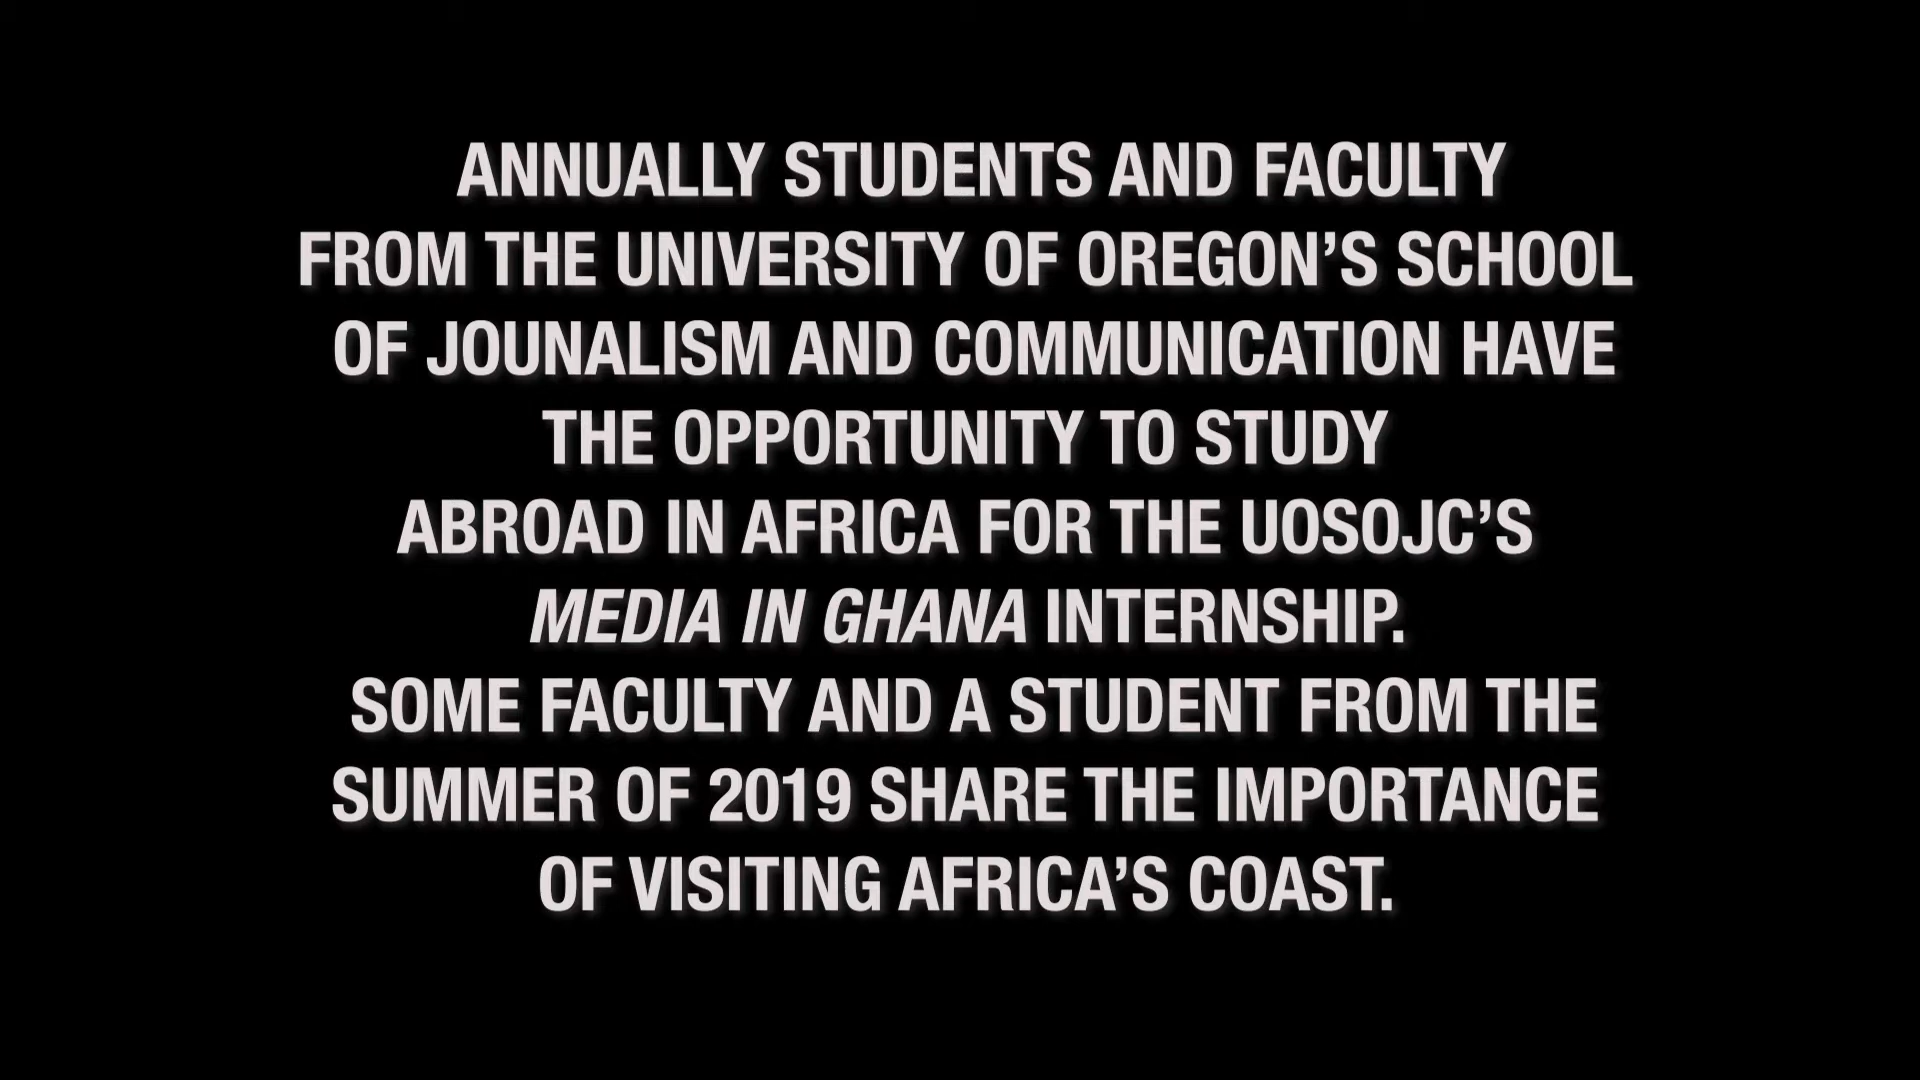 ANNUALLY STUDENTS AND FACULTY
FROM THE UNIVERSITY OF OREGON’S SCHOOL
OF JOUNALISM AND COMMUNICATION HAVE
THE OPPORTUNITY TO STUDY
ABROAD IN AFRICA FOR THE UOSOJC’S
MEDIA IN GHANA INTERNSHIP.
SOME FACULTY AND A STUDENT FROM THE
SUMMER OF 2019 SHARE THE IMPORTANCE
OF VISITING AFRICA’S COAST.